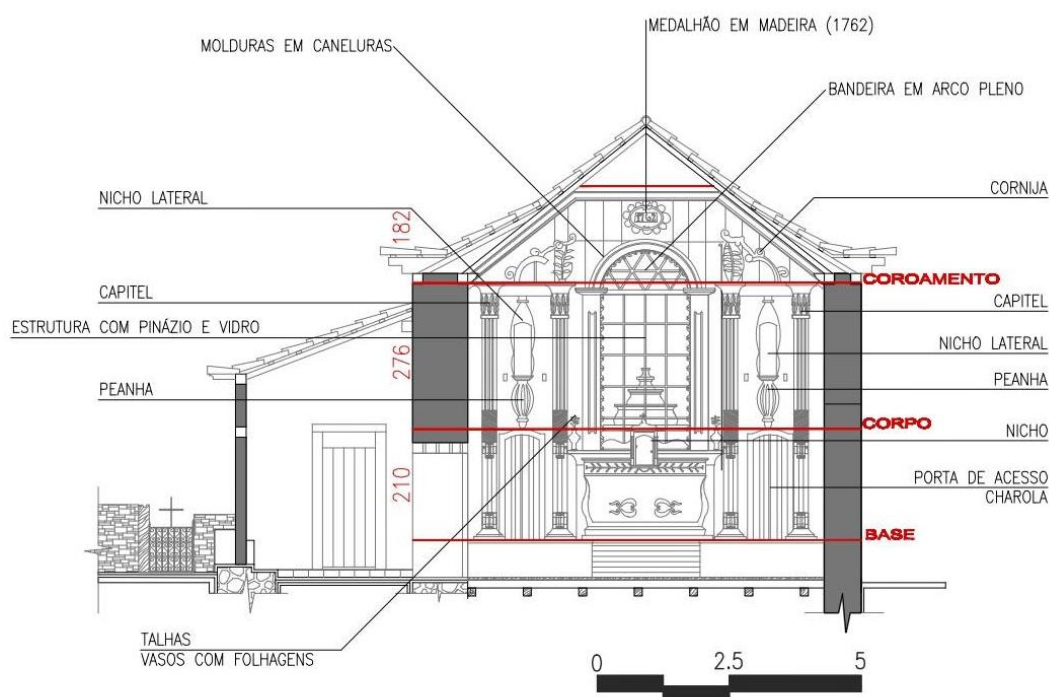 MEDALHÃO EM MADEIRA (1762)
MOLDURAS EM CANELURAS
BANDEIRA EM ARCO PLENO
NICHO LATERAL
CORNIJA
182
COROAMENTO
CAPITEL
CAPITEL
ESTRUTURA COM PINÁZIO E VIDRO
NICHO LATERAL
276
PEANHA
PEANHA
CORPO
NICHO
210
PORTA DE ACESSO
CHAROLA
BASE
TALHAS
VASOS COM FOLHAGENS
0 2.5 5